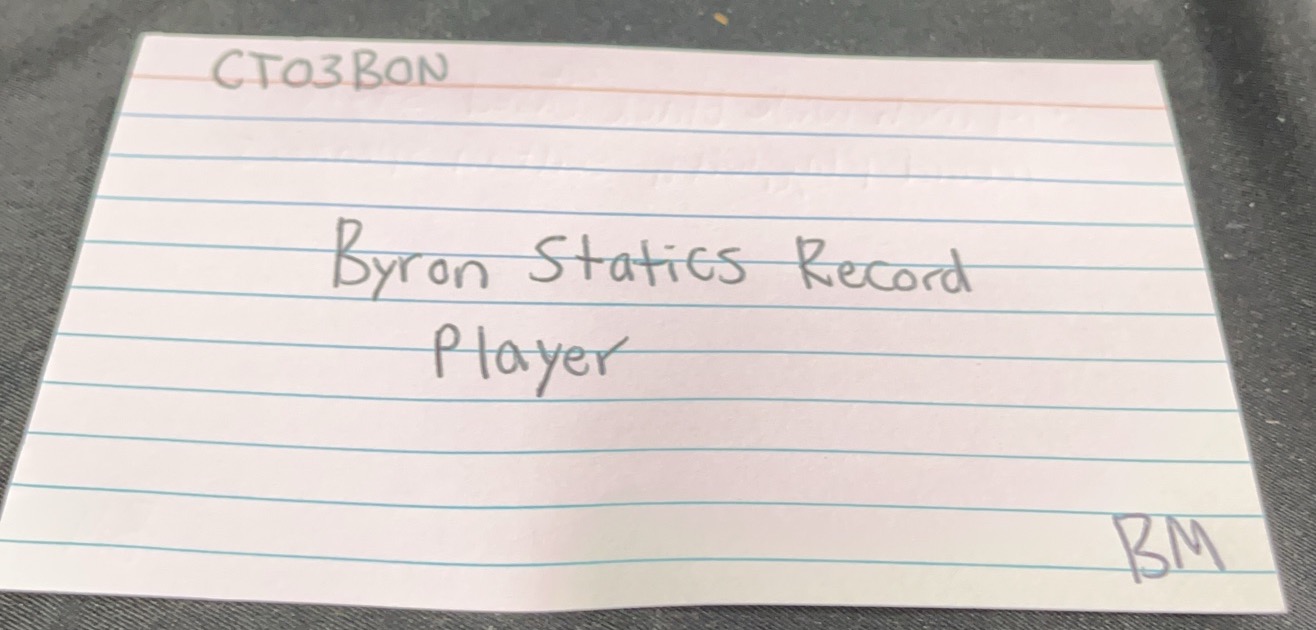 CT03BON
Byron Statics Record
Player
BM